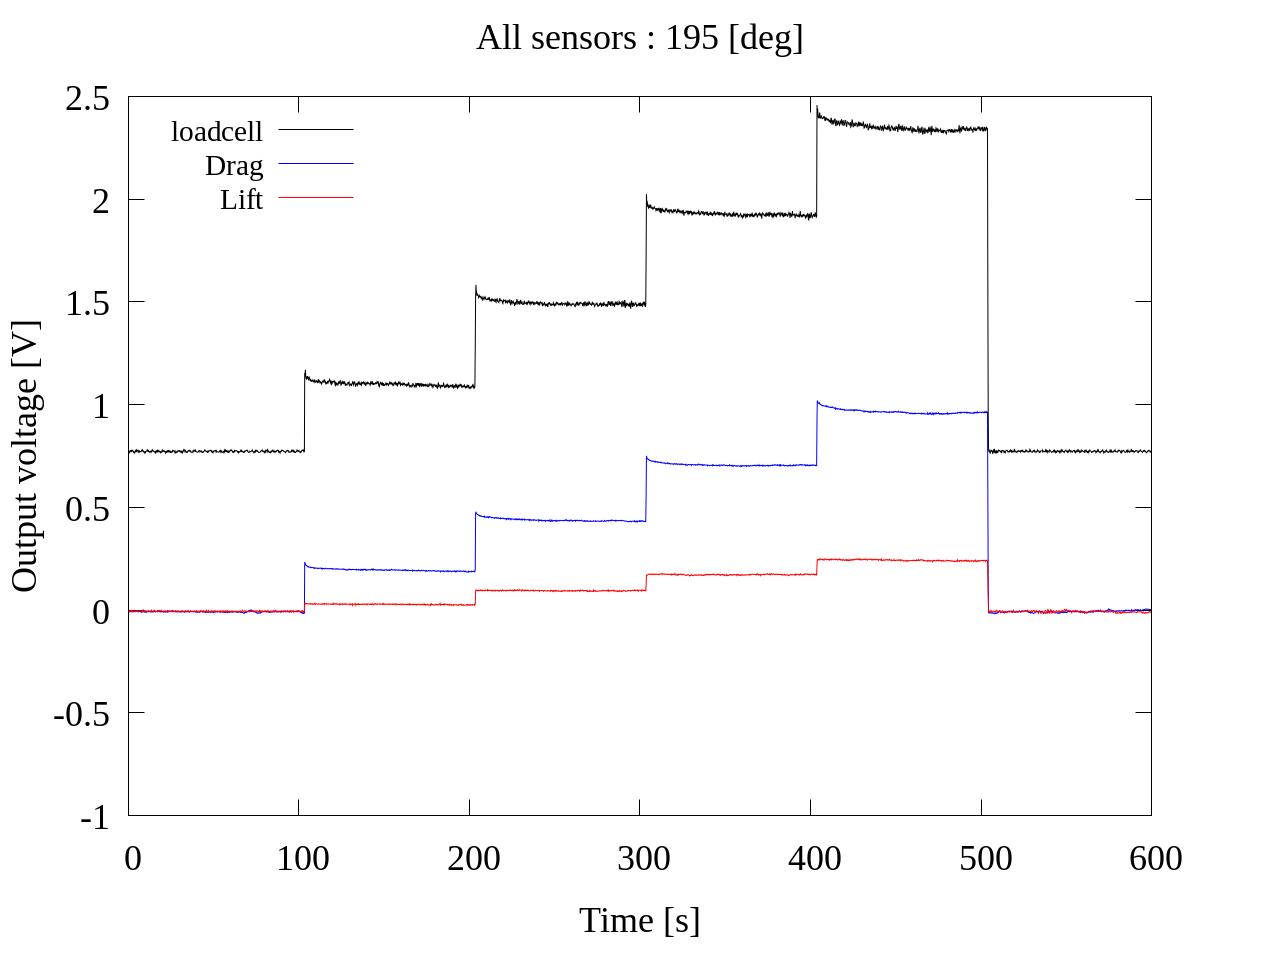 All sensors : 195 [deg]
2.5
2
1.5
1
0.5
0
-0.5
-1
loadcell
Drag
Lift
Output voltage [V]
0 100 200 300 400 500 600
Time [s]